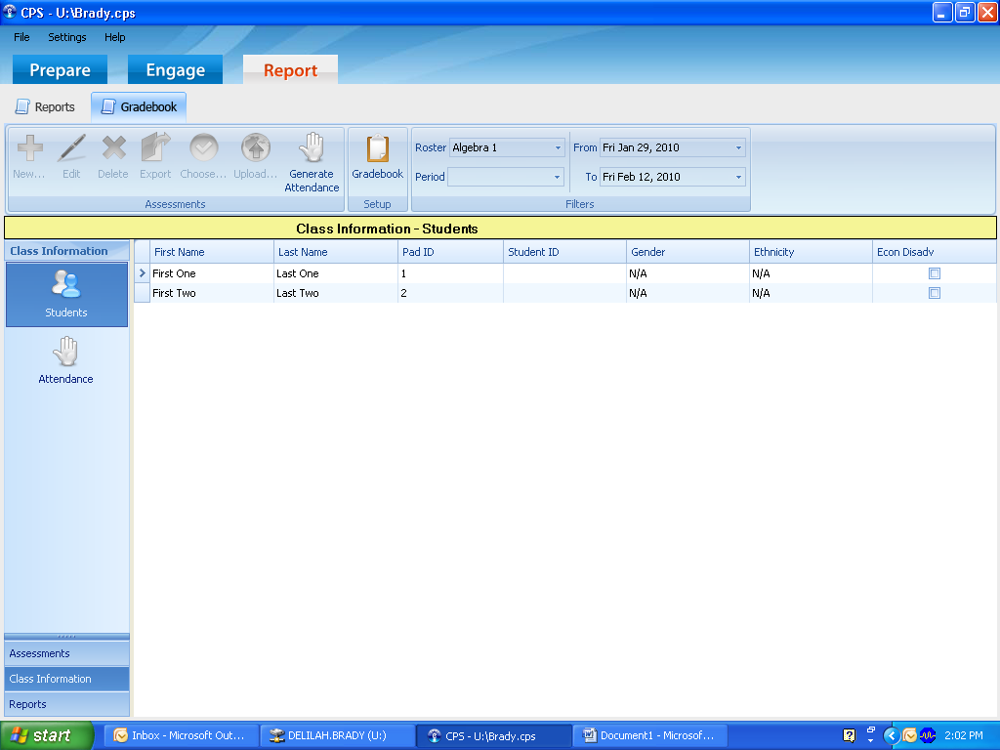 CPS - U:\Brady.cps
File Settings Help
Prepare Engage Report
Reports Gradebook
New... Edit Delete Export Choose... Upload... Generate Attendance
Assessments
Gradebook
Setup
Roster Algebra 1 From Fri Jan 29, 2010
Period To Fri Feb 12, 2010
Filters
Class Information - Students
Class Information
Students
Attendance
First Name Last Name Pad ID Student ID Gender Ethnicity Econ Disadv
First One Last One 1 N/A N/A
First Two Last Two 2 N/A N/A
Assessments
Class Information
Reports
start Inbox - Microsoft Out... DELILAH.BRADY (U:) CPS - U:\Brady.cps Document1 - Microsof... 2:02 PM